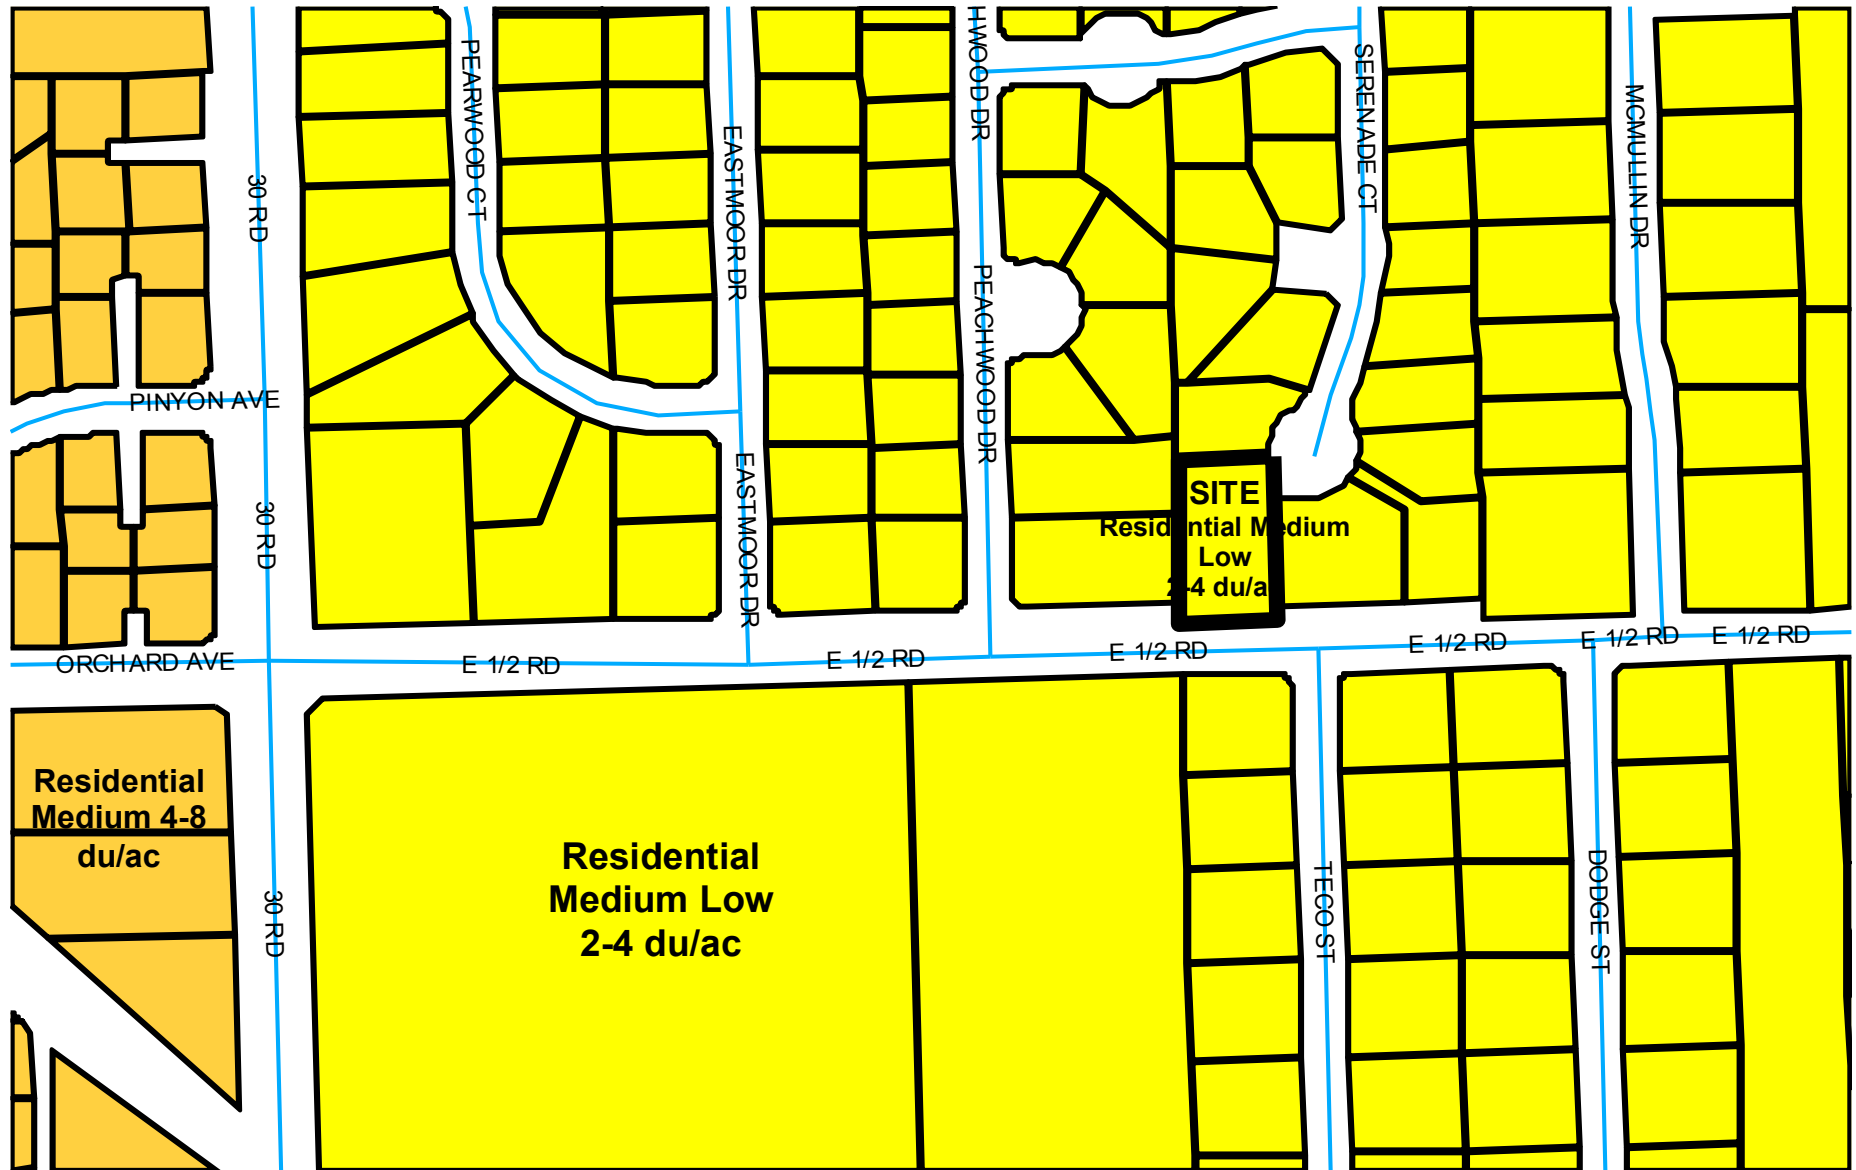 HWOOD DR
PEARWOOD CT
SERENADE CT
MCMULLIN DR
EASTMOOR DR
30 RD
PEACHWOOD DR
PINYON AVE
EASTMOOR DR
30 RD
SITE
Residential Medium
Low
2-4 du/a
ORCHARD AVE
E 1/2 RD
E 1/2 RD
E 1/2 RD
E 1/2 RD
E 1/2 RD
E 1/2 RD
Residential
Medium 4-8
du/ac
Residential
Medium Low
2-4 du/ac
30 RD
TECO ST
DODGE ST